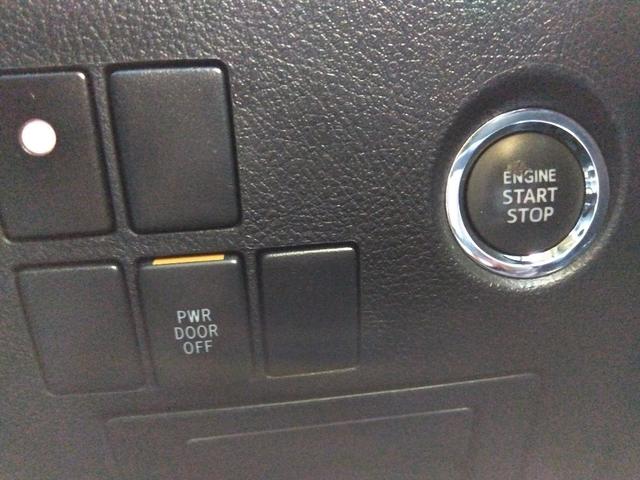 ENGINE
START
STOP
PWR
DOOR
OFF